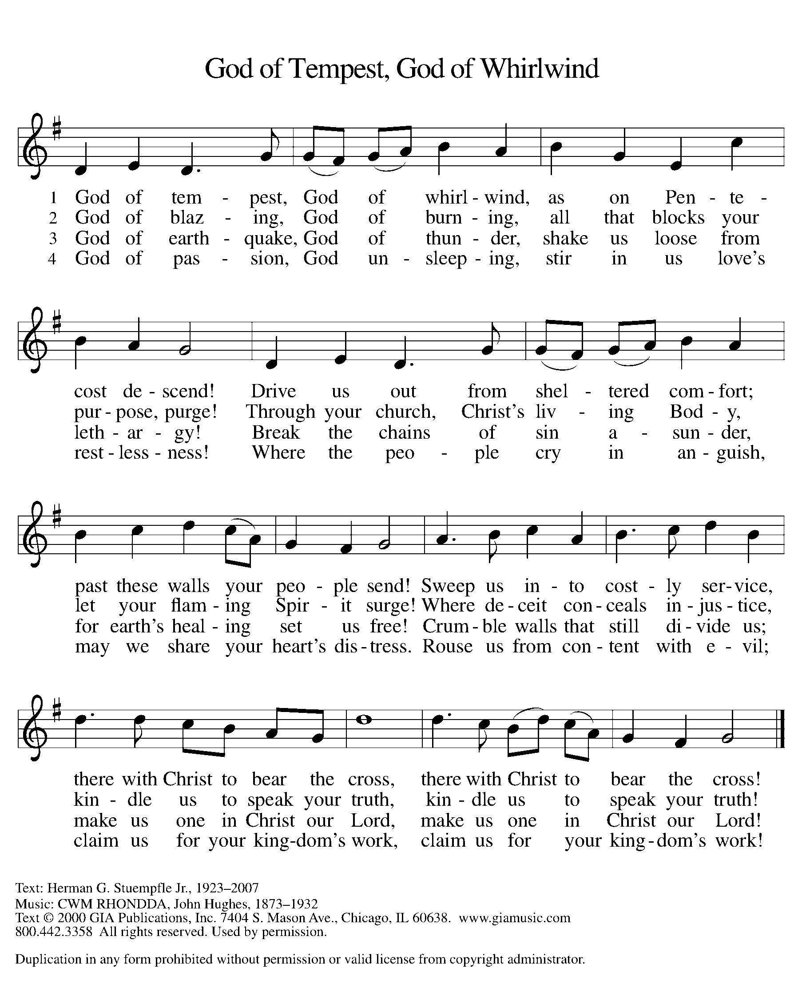 God of Tempest, God of Whirlwind
1 God of tem - pest, God of whirl - wind, as on Pen - te -
2 God of blaz - ing, God of burn - ing, all that blocks your
3 God of earth - quake, God of thun - der, shake us loose from
4 God of pas - sion, God un - sleep - ing, stir in us love's
cost de - scend! Drive us out from shel - tered com - fort;
pur - pose, purge! Through your church, Christ's liv - ing Bod - y,
leth - ar - gy! Break the chains of sin a - sun - der,
rest - less - ness! Where the peo - ple cry in an - guish,
past these walls your peo - ple send! Sweep us in - to cost - ly ser - vice,
let your flam - ing Spir - it surge! Where de - ceit con - ceals in - jus - tice,
for earth's heal - ing set us free! Crum - ble walls that still di - vide us;
may we share your heart's dis - tress. Rouse us from con - tent with e - vil;
there with Christ to bear the cross, there with Christ to bear the cross!
kin - dle us to speak your truth, kin - dle us to speak your truth!
make us one in Christ our Lord, make us one in Christ our Lord!
claim us for your king - dom's work, claim us for your king - dom's work!
Text: Herman G. Stuempfle Jr., 1923–2007
Music: CWM RHONDDA, John Hughes, 1873–1932
Text © 2000 GIA Publications, Inc. 7404 S. Mason Ave., Chicago, IL 60638. www.giamusic.com
800.442.3358 All rights reserved. Used by permission.
Duplication in any form prohibited without permission or valid license from copyright administrator.